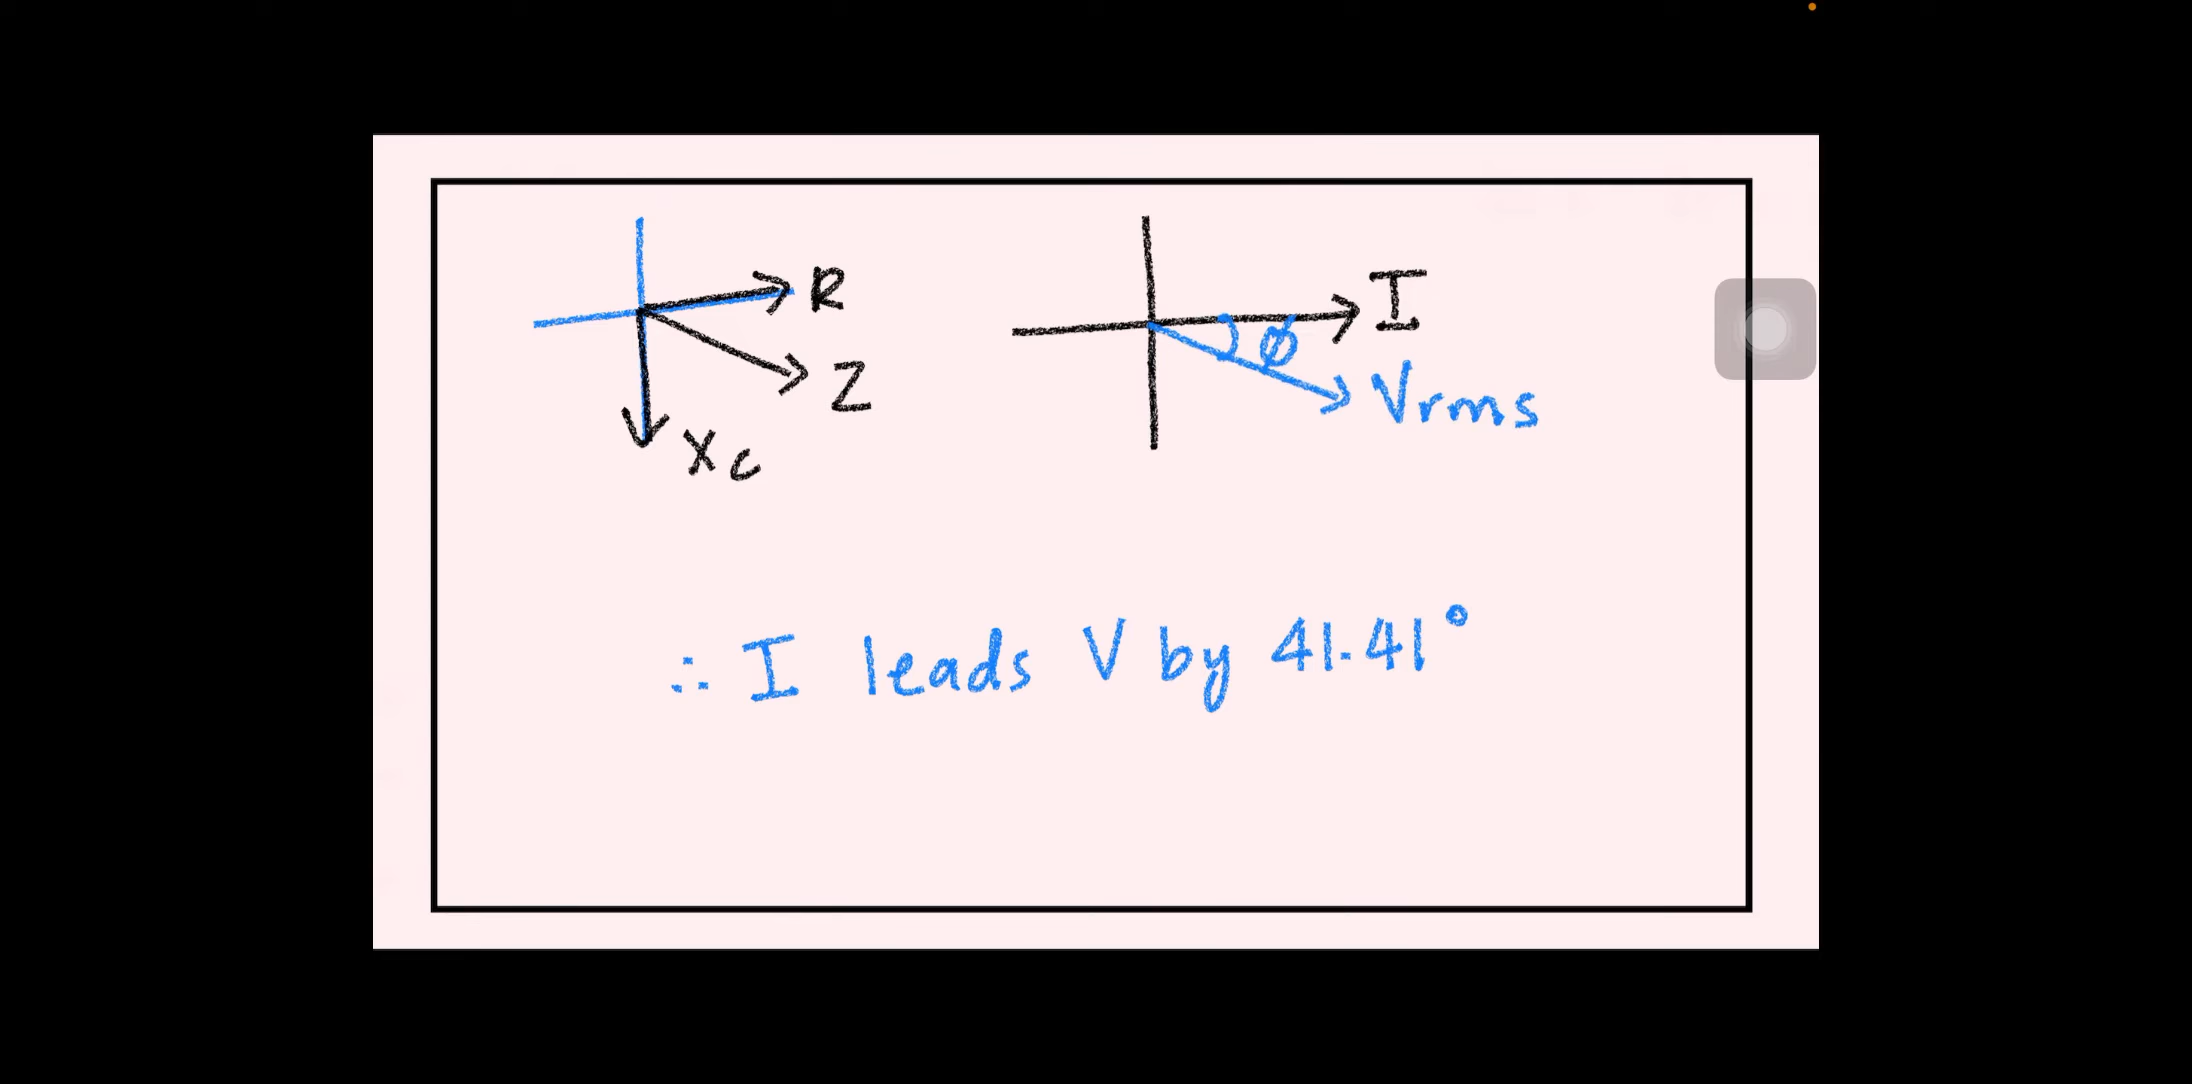 R
Z
Xc
I
ϕ
Vrms
∴ I leads V by 41.41°